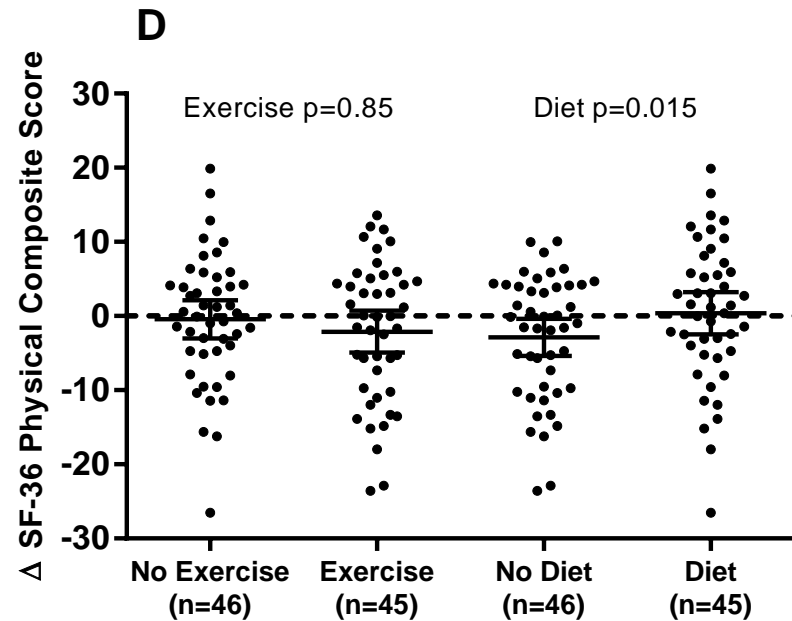 D
Δ SF-36 Physical Composite Score
Exercise p=0.85
Diet p=0.015
30
20
10
0
-10
-20
-30
No Exercise
(n=46)
Exercise
(n=45)
No Diet
(n=46)
Diet
(n=45)